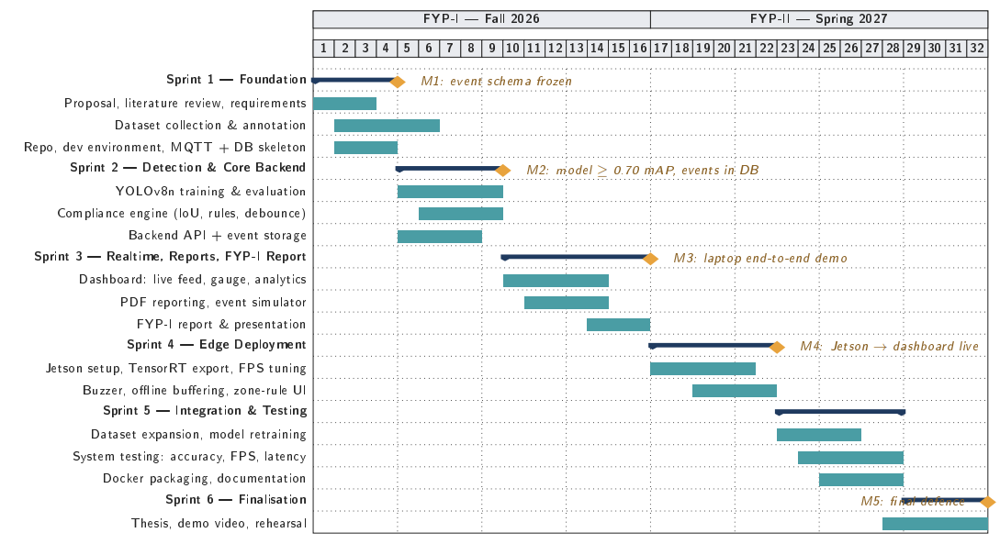 FYP-I — Fall 2026 FYP-II — Spring 2027
1 2 3 4 5 6 7 8 9 10 11 12 13 14 15 16 17 18 19 20 21 22 23 24 25 26 27 28 29 30 31 32
Sprint 1 — Foundation M1: event schema frozen
Proposal, literature review, requirements
Dataset collection & annotation
Repo, dev environment, MQTT + DB skeleton
Sprint 2 — Detection & Core Backend M2: model ≥ 0.70 mAP, events in DB
YOLOv8n training & evaluation
Compliance engine (IoU, rules, debounce)
Backend API + event storage
Sprint 3 — Realtime, Reports, FYP-I Report M3: laptop end-to-end demo
Dashboard: live feed, gauge, analytics
PDF reporting, event simulator
FYP-I report & presentation
Sprint 4 — Edge Deployment M4: Jetson → dashboard live
Jetson setup, TensorRT export, FPS tuning
Buzzer, offline buffering, zone-rule UI
Sprint 5 — Integration & Testing
Dataset expansion, model retraining
System testing: accuracy, FPS, latency
Docker packaging, documentation
Sprint 6 — Finalisation M5: final defence
Thesis, demo video, rehearsal